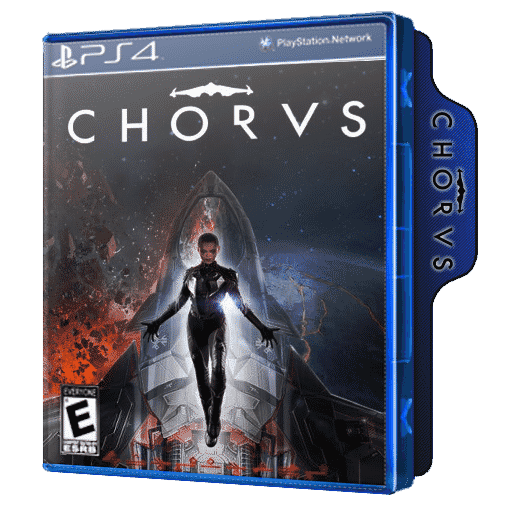 PS4
PlayStation Network
CHORVS
CHORVS
EVERYONE
E
ESRB